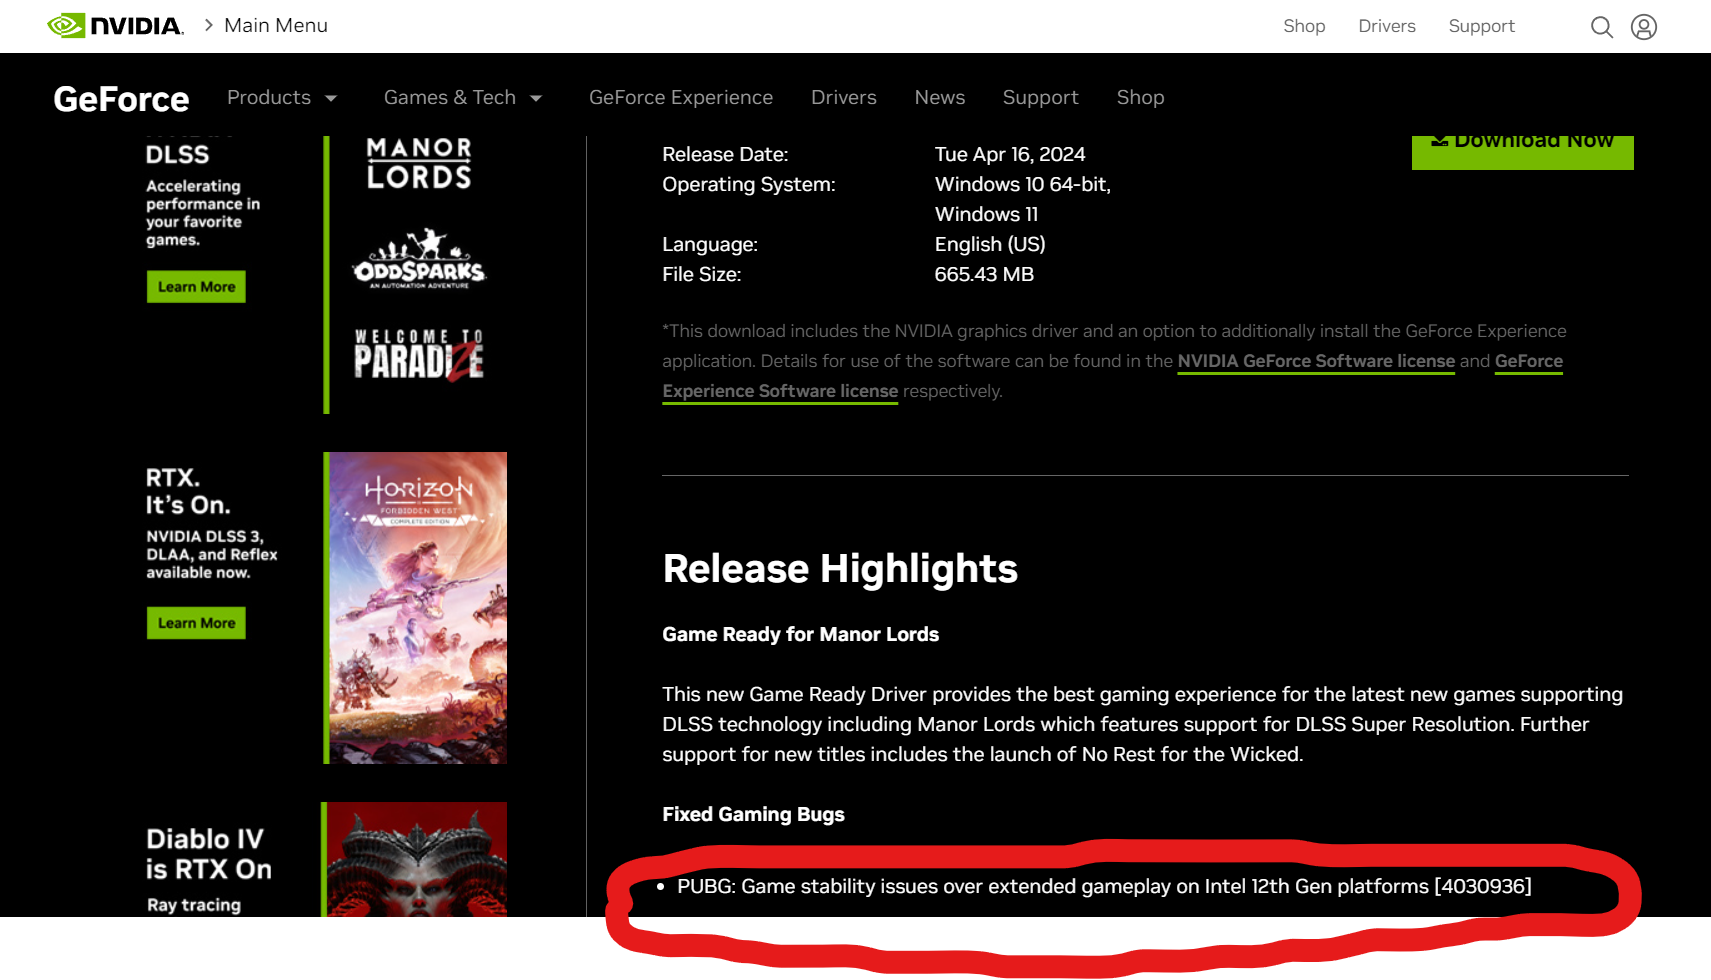 NVIDIA.
Main Menu
Shop
Drivers
Support
GeForce
Products
Games & Tech
GeForce Experience
Drivers
News
Support
Shop
DLSS
Accelerating
performance in
your favorite
games.
Learn More
MANOR
LORDS
ODDSPARKS
AN AUTOMATION ADVENTURE
WELCOME TO
PARADIZE
RTX.
It's On.
NVIDIA DLSS 3,
DLAA, and Reflex
available now.
Learn More
HORIZON
FORBIDDEN WEST
COMPLETE EDITION
Diablo IV
is RTX On
Ray tracing
Release Date: Tue Apr 16, 2024
Operating System: Windows 10 64-bit,
Windows 11
Language: English (US)
File Size: 665.43 MB
Download Now
*This download includes the NVIDIA graphics driver and an option to additionally install the GeForce Experience
application. Details for use of the software can be found in the NVIDIA GeForce Software license and GeForce
Experience Software license respectively.
Release Highlights
Game Ready for Manor Lords
This new Game Ready Driver provides the best gaming experience for the latest new games supporting
DLSS technology including Manor Lords which features support for DLSS Super Resolution. Further
support for new titles includes the launch of No Rest for the Wicked.
Fixed Gaming Bugs
• PUBG: Game stability issues over extended gameplay on Intel 12th Gen platforms [4030936]